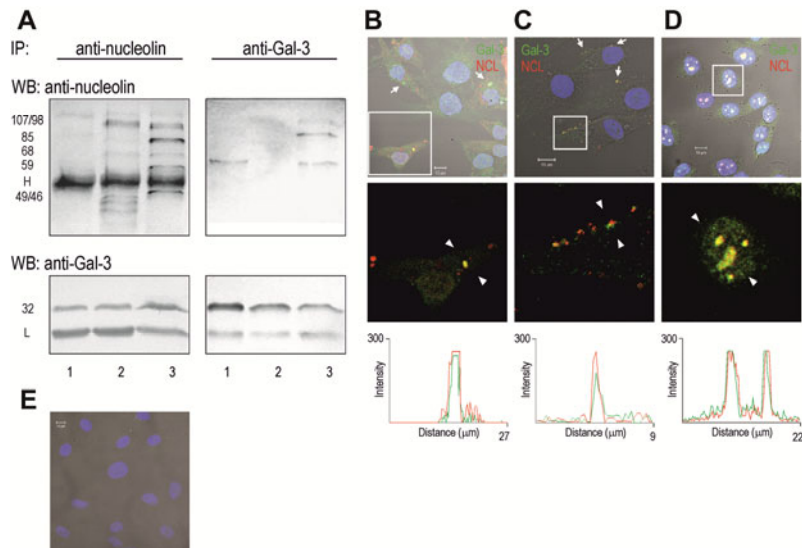 A
IP: anti-nucleolin anti-Gal-3
WB: anti-nucleolin
107/98
85
68
59
H
49/46
WB: anti-Gal-3
32
L
1 2 3 1 2 3
B
Gal-3
NCL
300
Intensity
Distance (μm) 27
C
Gal-3
NCL
10 μm
300
Intensity
Distance (μm) 9
D
Gal-3
NCL
300
Intensity
Distance (μm) 22
E